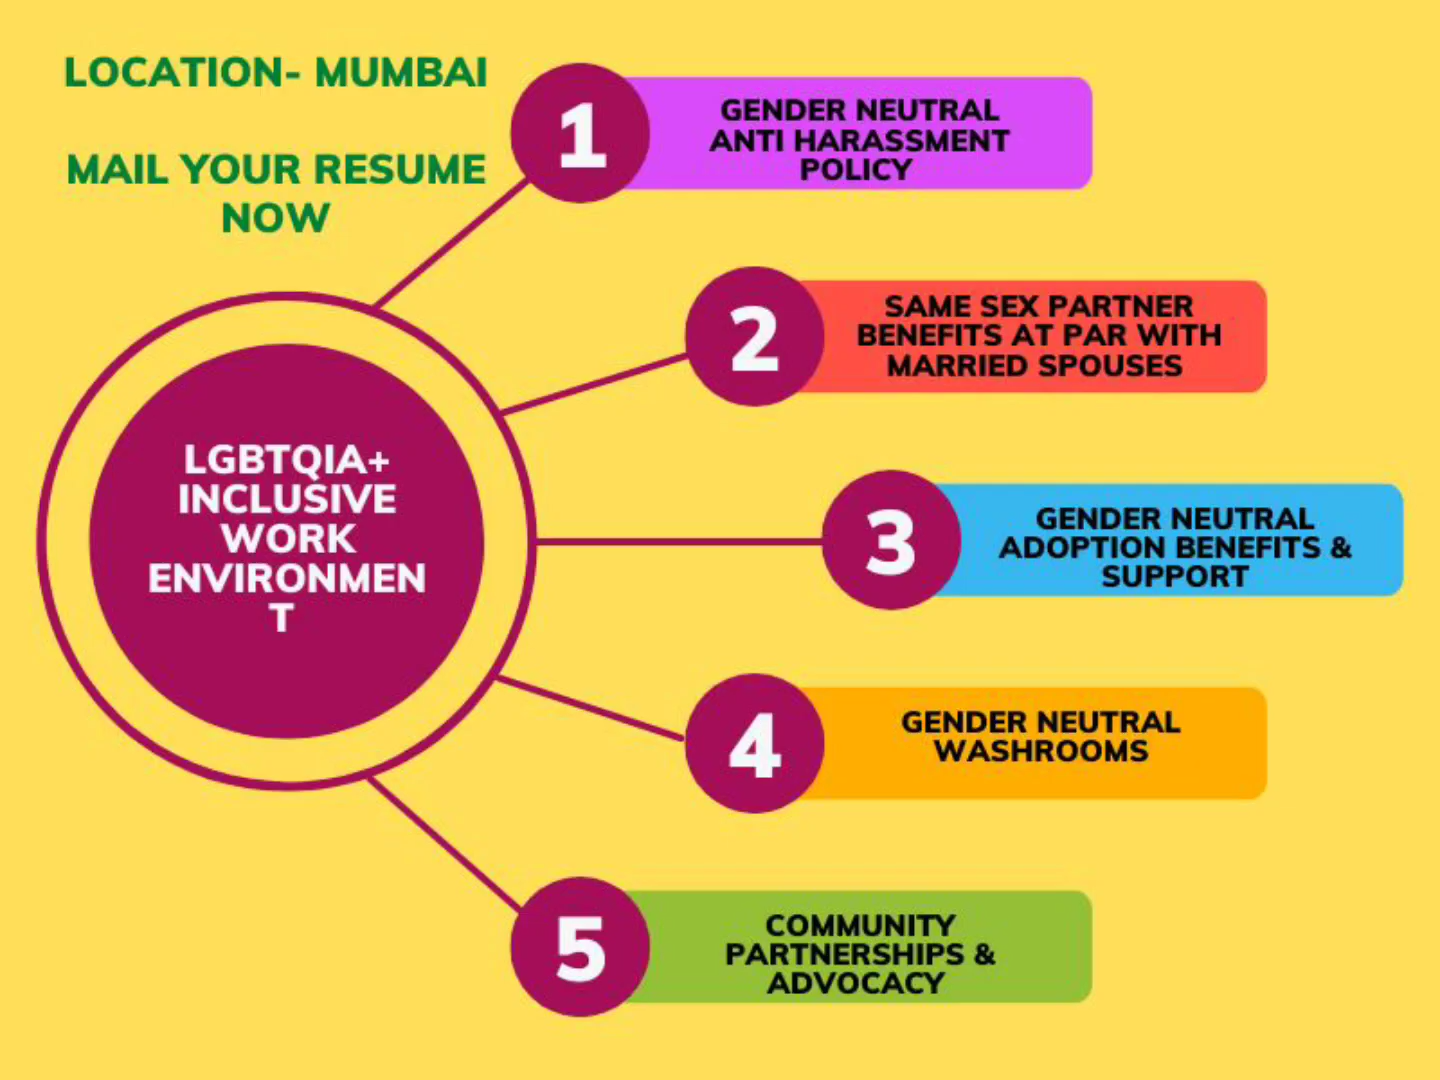 LOCATION- MUMBAI
MAIL YOUR RESUME
NOW
LGBTQIA+
INCLUSIVE
WORK
ENVIRONMEN
T
1
GENDER NEUTRAL
ANTI HARASSMENT
POLICY
2
SAME SEX PARTNER
BENEFITS AT PAR WITH
MARRIED SPOUSES
3
GENDER NEUTRAL
ADOPTION BENEFITS &
SUPPORT
4
GENDER NEUTRAL
WASHROOMS
5
COMMUNITY
PARTNERSHIPS &
ADVOCACY